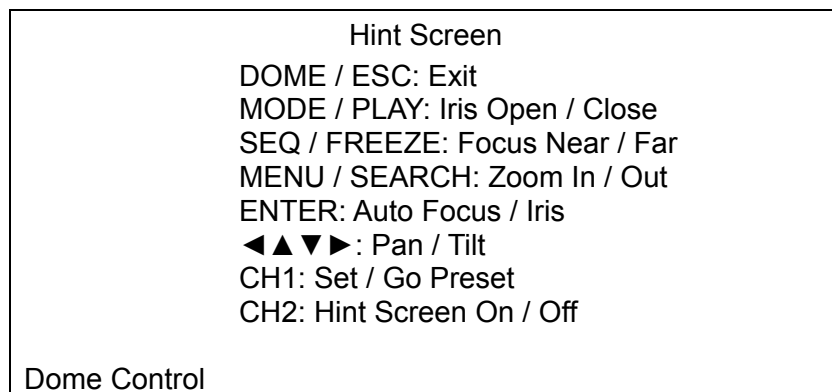 Hint Screen
DOME / ESC: Exit
MODE / PLAY: Iris Open / Close
SEQ / FREEZE: Focus Near / Far
MENU / SEARCH: Zoom In / Out
ENTER: Auto Focus / Iris
◄▲▼►: Pan / Tilt
CH1: Set / Go Preset
CH2: Hint Screen On / Off
Dome Control